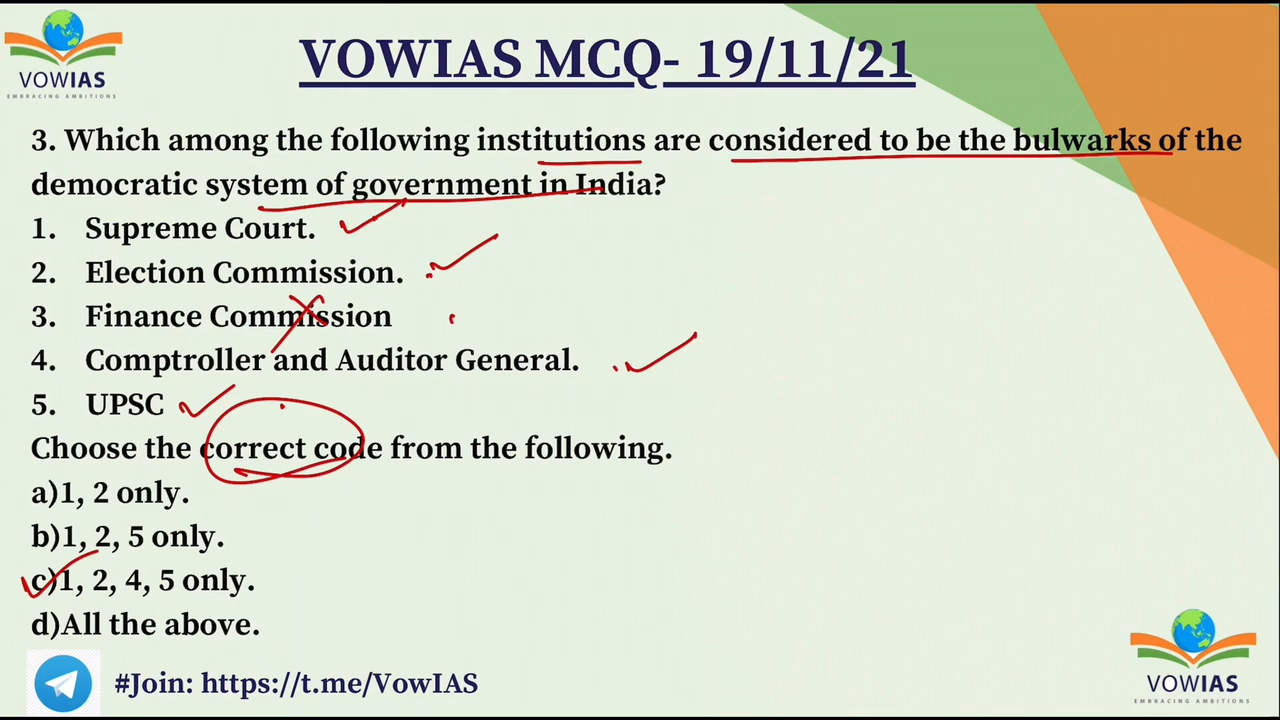 VOWIAS MCQ- 19/11/21
VOWIAS
EMBRACING AMBITIONS
3. Which among the following institutions are considered to be the bulwarks of the
democratic system of government in India?
1. Supreme Court.
2. Election Commission.
3. Finance Commission
4. Comptroller and Auditor General.
5. UPSC
Choose the correct code from the following.
a)1, 2 only.
b)1, 2, 5 only.
c)1, 2, 4, 5 only.
d)All the above.
#Join: https://t.me/VowIAS
VOWIAS
EMBRACING AMBITIONS